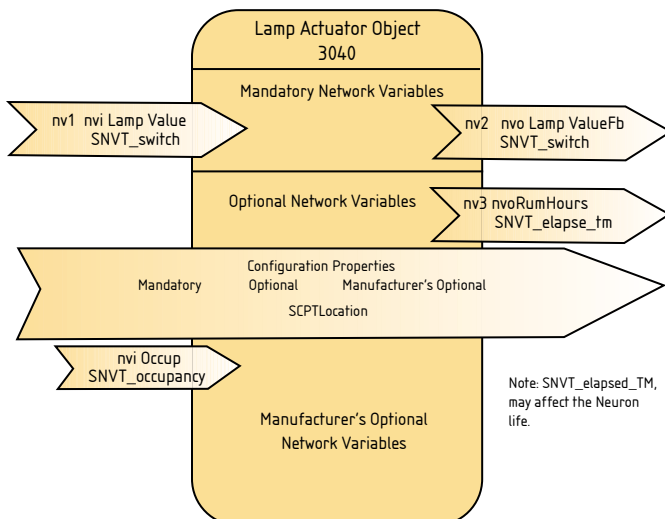 Lamp Actuator Object
3040
Mandatory Network Variables
nv1 nvi Lamp Value
SNVT_switch
nv2 nvo Lamp ValueFb
SNVT_switch
Optional Network Variables
nv3 nvoRumHours
SNVT_elapse_tm
Configuration Properties
Mandatory Optional Manufacturer's Optional
SCPTLocation
nvi Occup
SNVT_occupancy
Note: SNVT_elapsed_TM,
may affect the Neuron
life.
Manufacturer's Optional
Network Variables